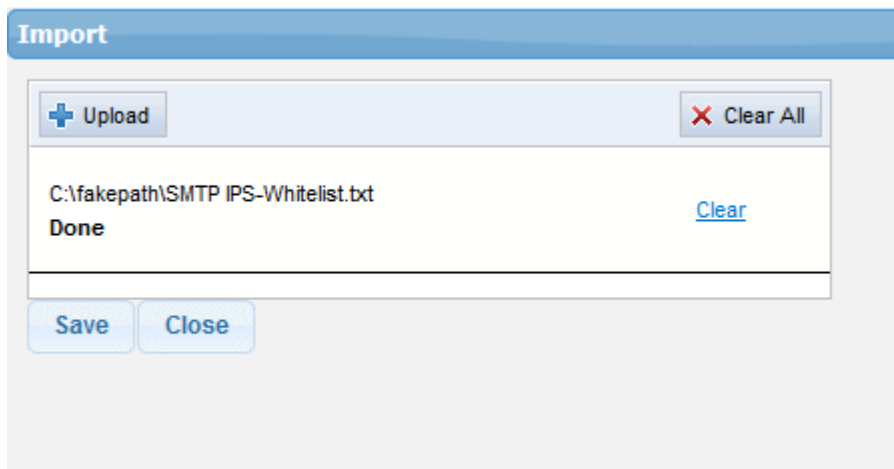 Import
Upload
Clear All
C:\fakepath\SMTP IPS-Whitelist.txt
Clear
Done
Save
Close